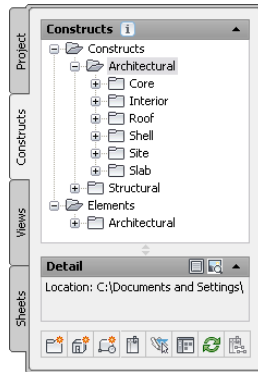 Project
Constructs
Views
Sheets
Constructs
Constructs
Architectural
Core
Interior
Roof
Shell
Site
Slab
Structural
Elements
Architectural
Detail
Location: C:\Documents and Settings\